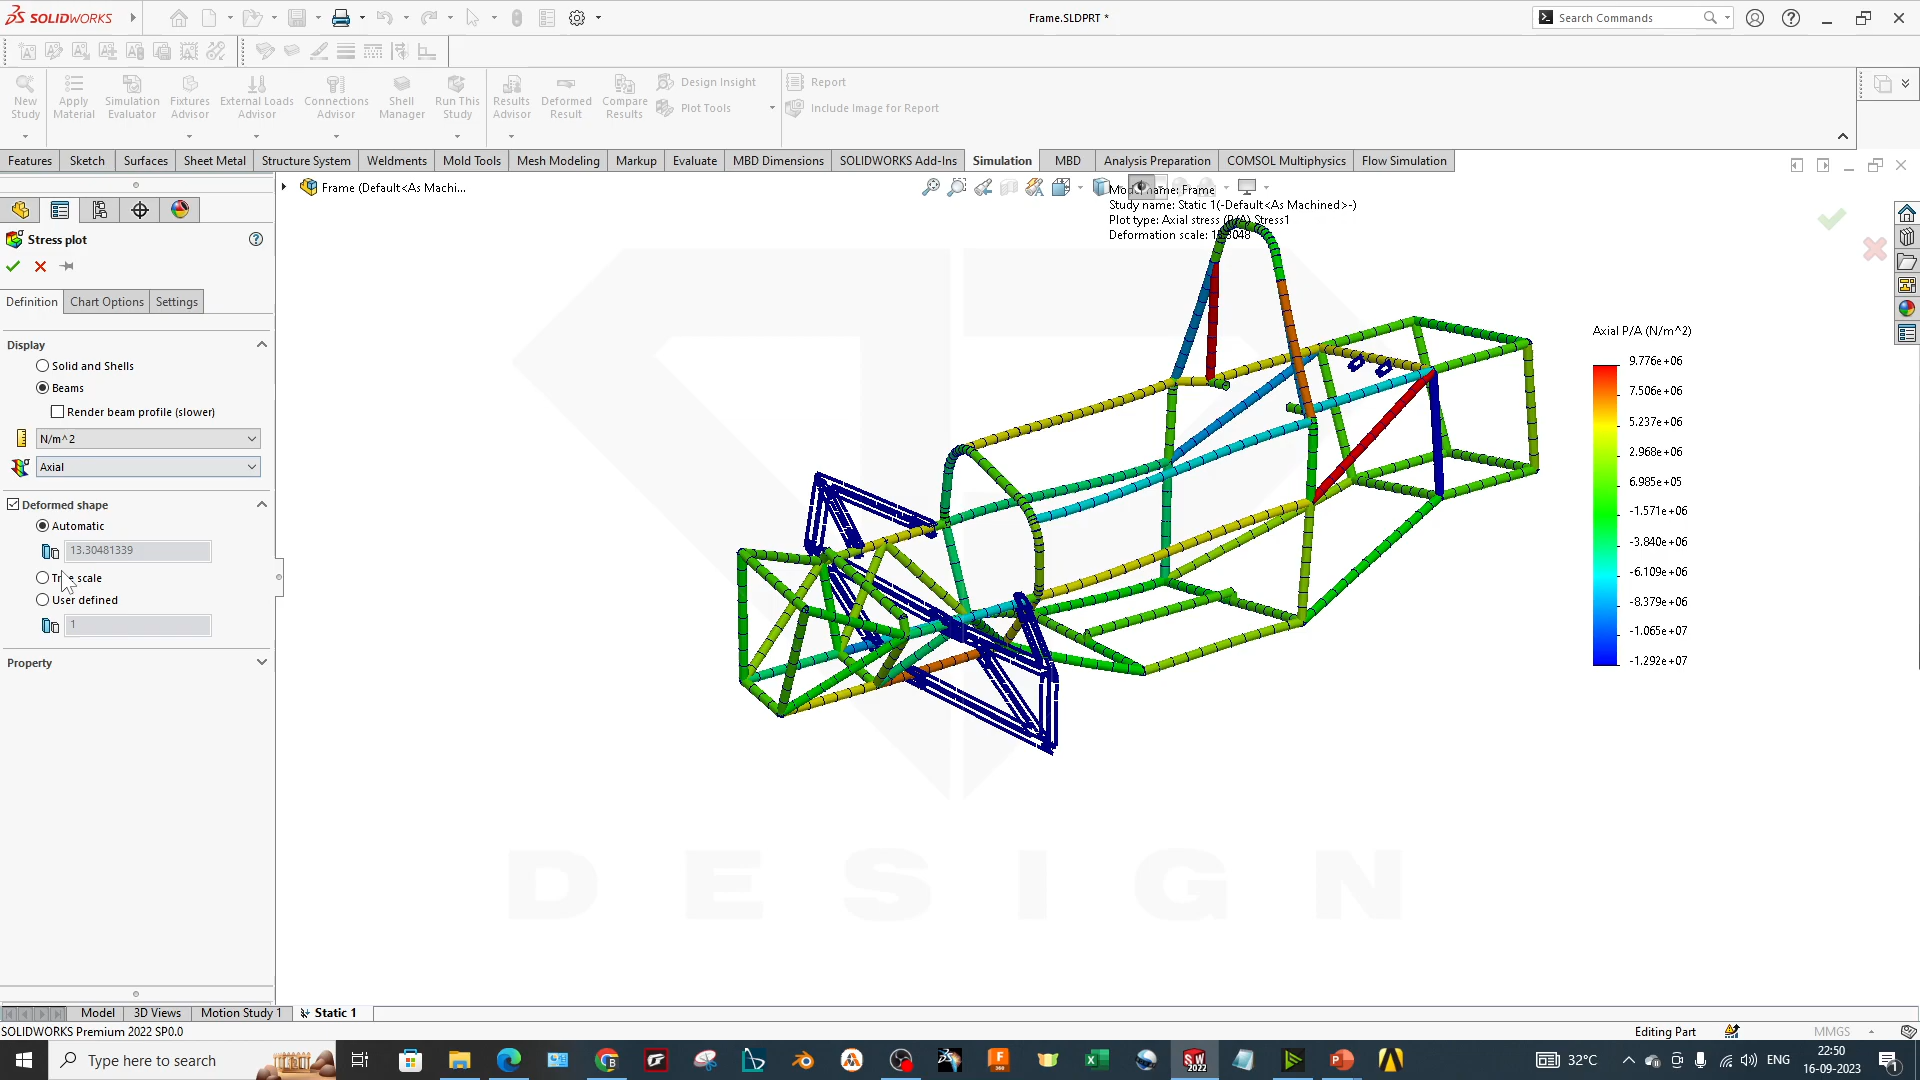 SOLIDWORKS
Frame.SLDPRT *
Search Commands
New Study
Apply Material
Simulation Evaluator
Fixtures Advisor
External Loads Advisor
Connections Advisor
Shell Manager
Run This Study
Results Advisor
Deformed Result
Compare Results
Design Insight
Plot Tools
Report
Include Image for Report
Features
Sketch
Surfaces
Sheet Metal
Structure System
Weldments
Mold Tools
Mesh Modeling
Markup
Evaluate
MBD Dimensions
SOLIDWORKS Add-Ins
Simulation
MBD
Analysis Preparation
COMSOL Multiphysics
Flow Simulation
Frame (Default<As Machi...
Model name: Frame
Study name: Static 1(-Default<As Machined>-)
Plot type: Axial stress (P/A) Stress1
Deformation scale: 13.3048
Stress plot
Definition
Chart Options
Settings
Display
Solid and Shells
Beams
Render beam profile (slower)
N/m^2
Axial
Deformed shape
Automatic
13.30481339
True scale
User defined
1
Property
Axial P/A (N/m^2)
9.776e+06
7.506e+06
5.237e+06
2.968e+06
6.985e+05
-1.571e+06
-3.840e+06
-6.109e+06
-8.379e+06
-1.065e+07
-1.292e+07
DESIGN
Model
3D Views
Motion Study 1
Static 1
SOLIDWORKS Premium 2022 SP0.0
Editing Part
MMGS
Type here to search
32°C
ENG
22:50
16-09-2023